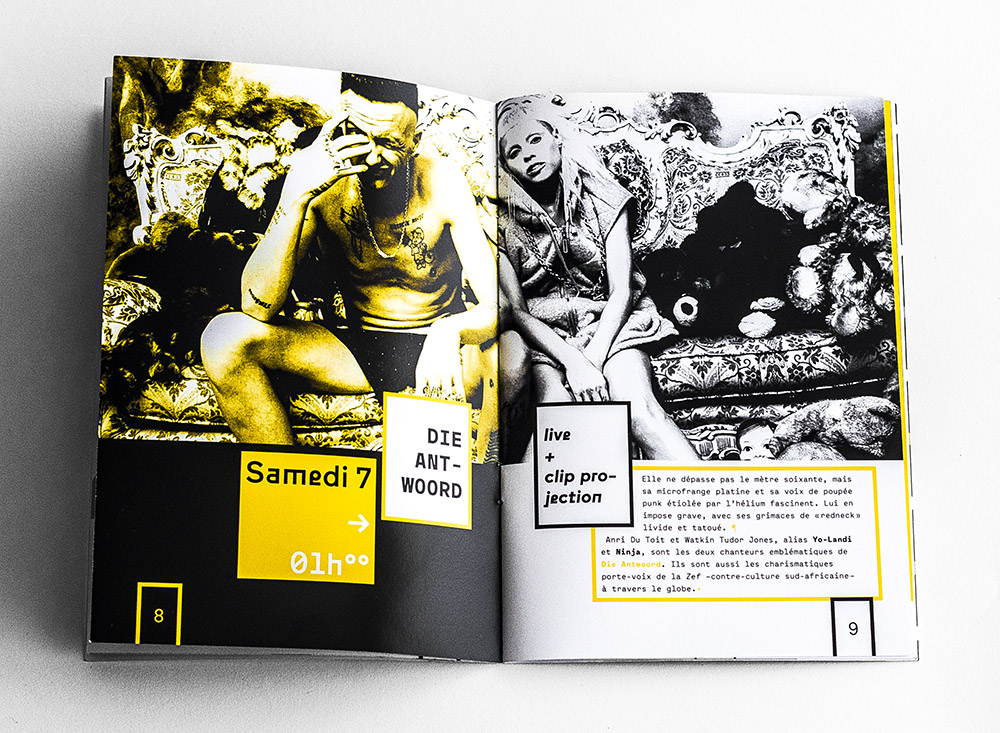 DIE
ANT-
WOORD
Samedi 7
→
01h°°
8
live
+
clip pro-
jection
Elle ne dépasse pas le mètre soixante, mais
sa microfrange platine et sa voix de poupée
punk étiolée par l'hélium fascinent. Lui en
impose grave, avec ses grimaces de «redneck»
livide et tatoué. ¶
Anri Du Toit et Watkin Tudor Jones, alias Yo-Landi
et Ninja, sont les deux chanteurs emblématiques de
Die Antwoord. Ils sont aussi les charismatiques
porte-voix de la Zef -contre-culture sud-africaine-
à travers le globe.
9